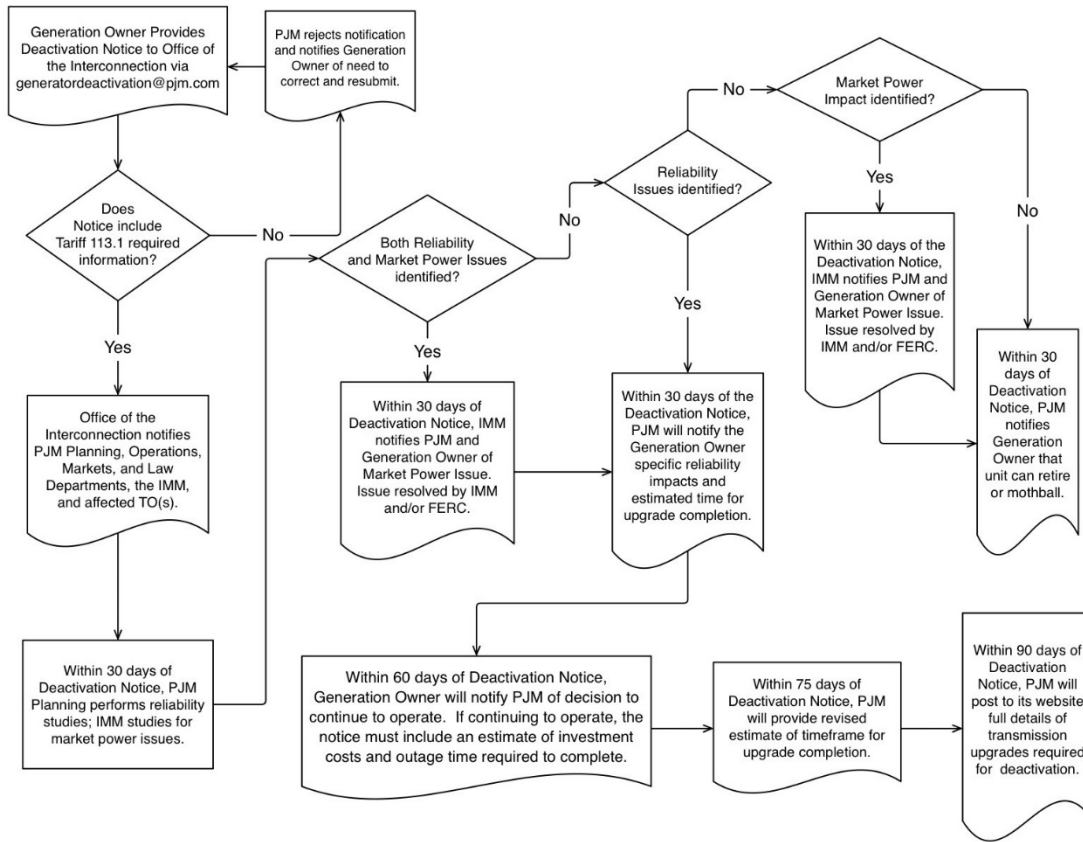 Generation Owner Provides
Deactivation Notice to Office of
the Interconnection via
generatordeactivation@pjm.com
PJM rejects notification
and notifies Generation
Owner of need to
correct and resubmit.
Does
Notice include
Tariff 113.1 required
information?
No
Yes
Office of the
Interconnection notifies
PJM Planning, Operations,
Markets, and Law
Departments, the IMM,
and affected TO(s).
Within 30 days of
Deactivation Notice, PJM
Planning performs reliability
studies; IMM studies for
market power issues.
Both Reliability
and Market Power Issues
identified?
No
Yes
Within 30 days of
Deactivation Notice, IMM
notifies PJM and
Generation Owner of
Market Power Issue.
Issue resolved by IMM
and/or FERC.
Reliability
Issues identified?
No
Yes
Within 30 days of the
Deactivation Notice,
PJM will notify the
Generation Owner
specific reliability
impacts and
estimated time for
upgrade completion.
Market Power
Impact identified?
Yes
No
Within 30 days of the
Deactivation Notice,
IMM notifies PJM and
Generation Owner of
Market Power Issue.
Issue resolved by
IMM and/or FERC.
Within 30
days of
Deactivation
Notice, PJM
notifies
Generation
Owner that
unit can retire
or mothball.
Within 60 days of Deactivation Notice,
Generation Owner will notify PJM of decision to
continue to operate. If continuing to operate, the
notice must include an estimate of investment
costs and outage time required to complete.
Within 75 days of
Deactivation Notice, PJM
will provide revised
estimate of timeframe for
upgrade completion.
Within 90 days of
Deactivation
Notice, PJM will
post to its website
full details of
transmission
upgrades required
for deactivation.